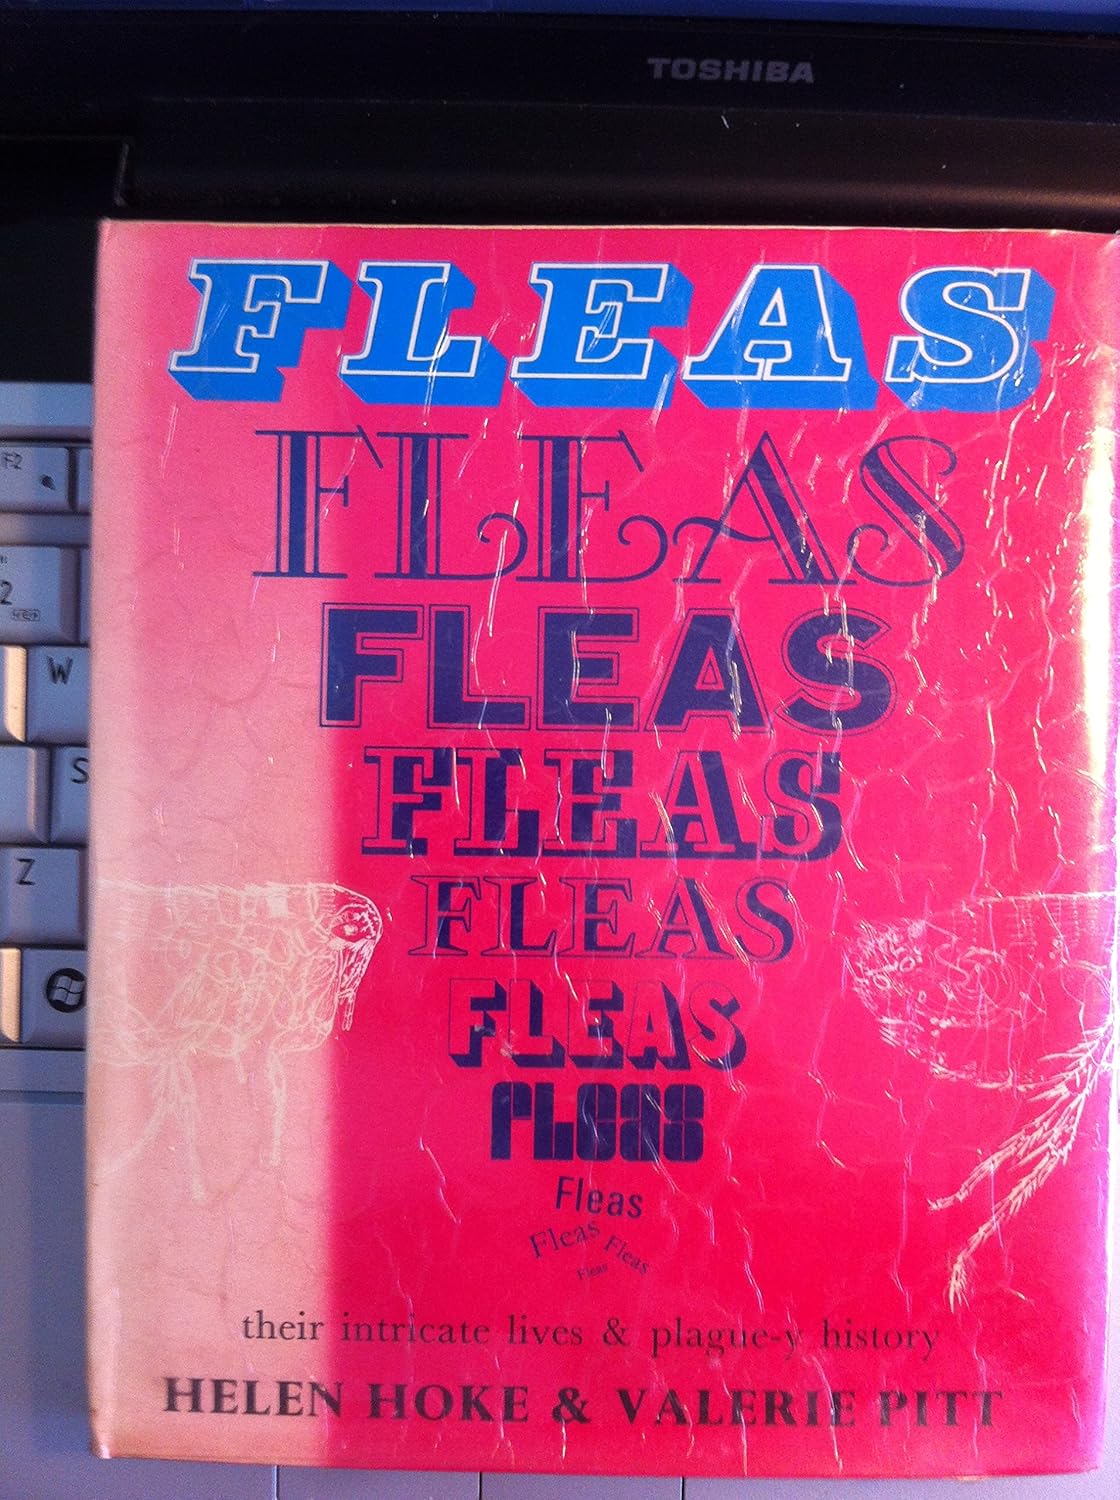 TOSHIBA
F2
2
W
S
Z
FLEAS
FLEAS
FLEAS
FLEAS
FLEAS
FLEAS
FLEAS
Fleas
Fleas Fleas
Fleas
their intricate lives & plague-y history
HELEN HOKE & VALERIE PITT